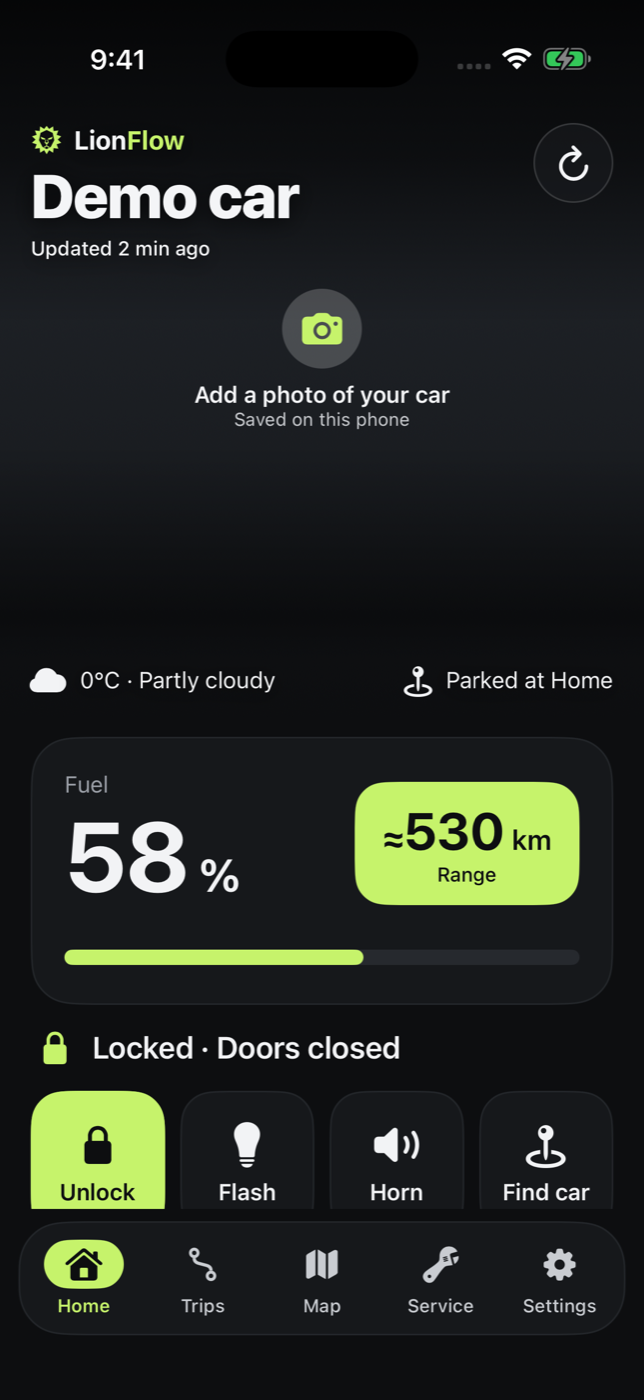 9:41
LionFlow
Demo car
Updated 2 min ago
Add a photo of your car
Saved on this phone
0°C · Partly cloudy
Parked at Home
Fuel
58 %
≈530 km
Range
Locked · Doors closed
Unlock
Flash
Horn
Find car
Home
Trips
Map
Service
Settings